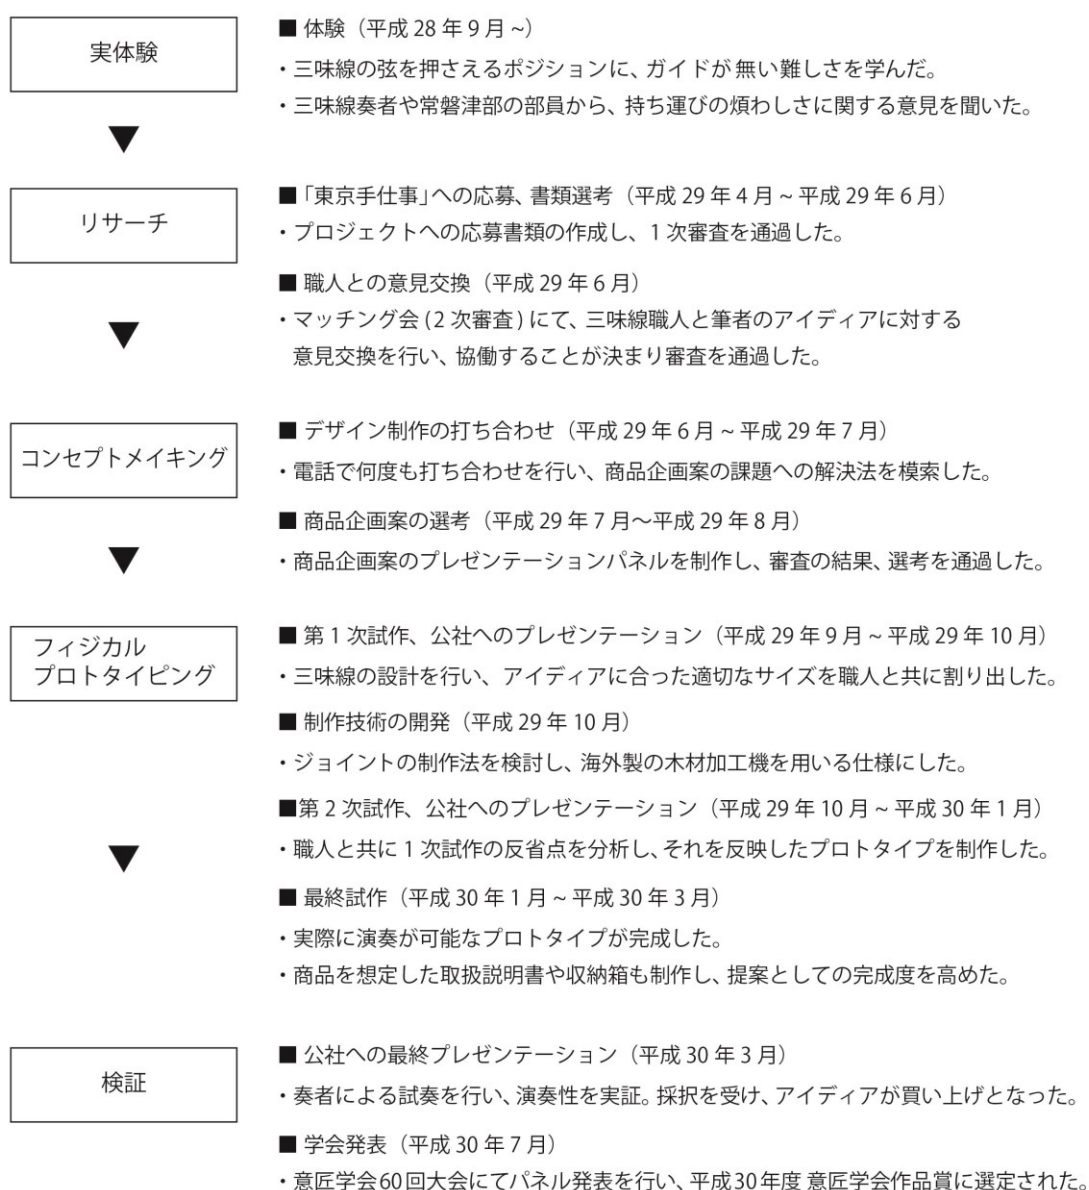 実体験
■ 体験（平成 28 年 9 月 ~）
・三味線の弦を押さえるポジションに、ガイドが無い難しさを学んだ。
・三味線奏者や常磐津部の部員から、持ち運びの煩わしさに関する意見を聞いた。
リサーチ
■「東京手仕事」への応募、書類選考（平成 29 年 4 月 ~ 平成 29 年 6 月）
・プロジェクトへの応募書類の作成し、1 次審査を通過した。
■ 職人との意見交換（平成 29 年 6 月）
・マッチング会 ( 2 次審査 ) にて、三味線職人と筆者のアイディアに対する
意見交換を行い、協働することが決まり審査を通過した。
コンセプトメイキング
■ デザイン制作の打ち合わせ（平成 29 年 6 月 ~ 平成 29 年 7 月）
・電話で何度も打ち合わせを行い、商品企画案の課題への解決法を模索した。
■ 商品企画案の選考（平成 29 年 7 月～平成 29 年 8 月）
・商品企画案のプレゼンテーションパネルを制作し、審査の結果、選考を通過した。
フィジカル
プロトタイピング
■ 第 1 次試作、公社へのプレゼンテーション（平成 29 年 9 月 ~ 平成 29 年 10 月）
・三味線の設計を行い、アイディアに合った適切なサイズを職人と共に割り出した。
■ 制作技術の開発（平成 29 年 10 月）
・ジョイントの制作法を検討し、海外製の木材加工機を用いる仕様にした。
■第 2 次試作、公社へのプレゼンテーション（平成 29 年 10 月 ~ 平成 30 年 1 月）
・職人と共に 1 次試作の反省点を分析し、それを反映したプロトタイプを制作した。
■ 最終試作（平成 30 年 1 月 ~ 平成 30 年 3 月）
・実際に演奏が可能なプロトタイプが完成した。
・商品を想定した取扱説明書や収納箱も制作し、提案としての完成度を高めた。
検証
■ 公社への最終プレゼンテーション（平成 30 年 3 月）
・奏者による試奏を行い、演奏性を実証。採択を受け、アイディアが買い上げとなった。
■ 学会発表（平成 30 年 7 月）
・意匠学会60回大会にてパネル発表を行い、平成30年度 意匠学会作品賞に選定された。